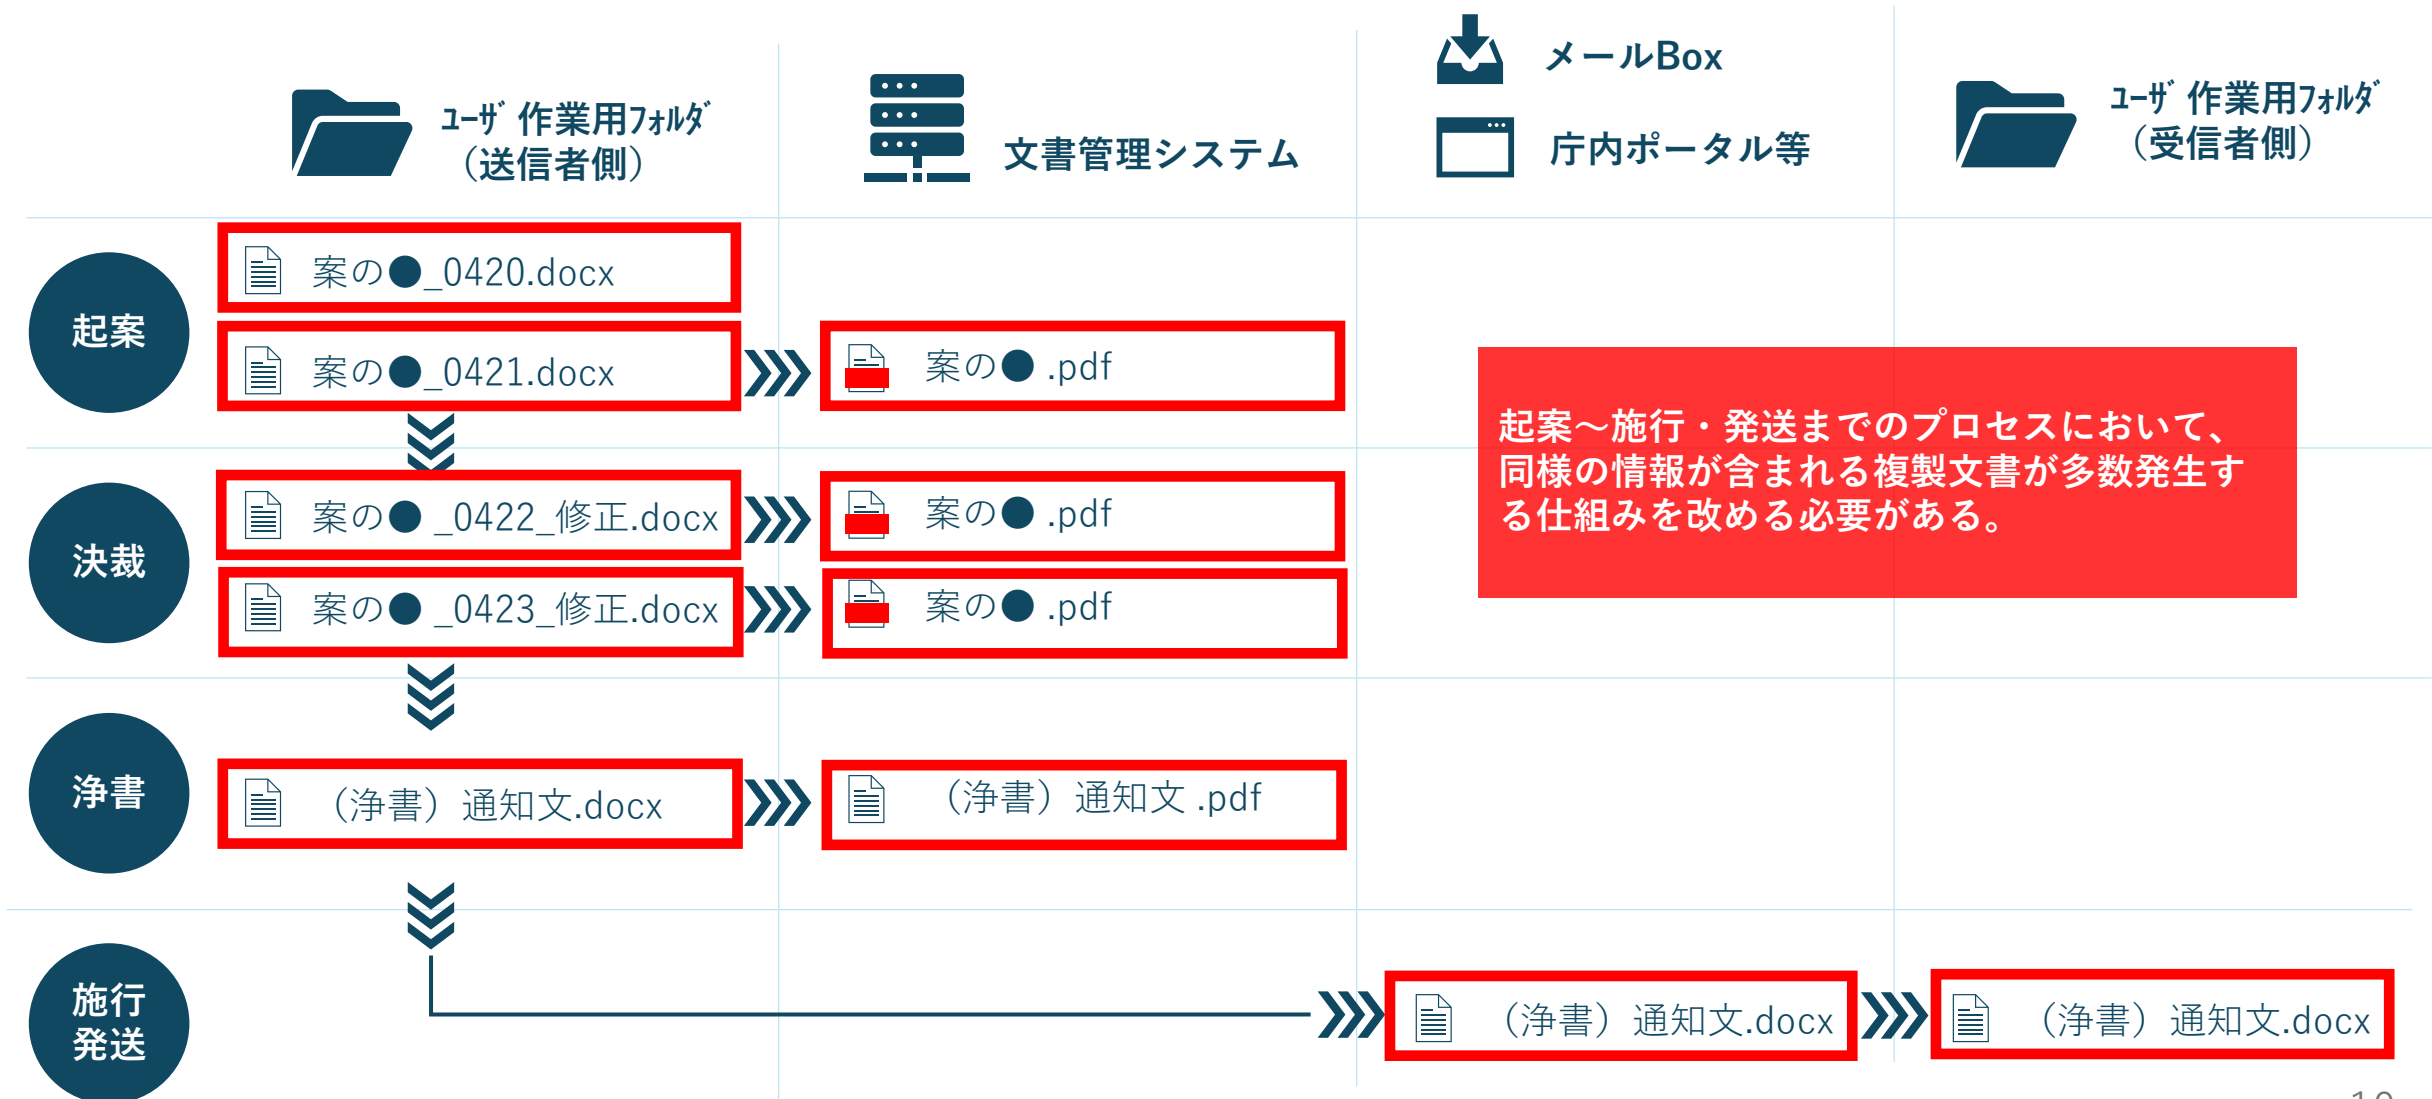 ﾕｰｻﾞ作業用ﾌｫﾙﾀﾞ
（送信者側）
文書管理システム
メールBox
庁内ポータル等
ﾕｰｻﾞ作業用ﾌｫﾙﾀﾞ
（受信者側）
起案
案の●_0420.docx
案の●_0421.docx
案の● .pdf
起案～施行・発送までのプロセスにおいて、
同様の情報が含まれる複製文書が多数発生す
る仕組みを改める必要がある。
決裁
案の● _0422_修正.docx
案の● .pdf
案の● _0423_修正.docx
案の● .pdf
浄書
（浄書）通知文.docx
（浄書）通知文 .pdf
施行
発送
（浄書）通知文.docx
（浄書）通知文.docx